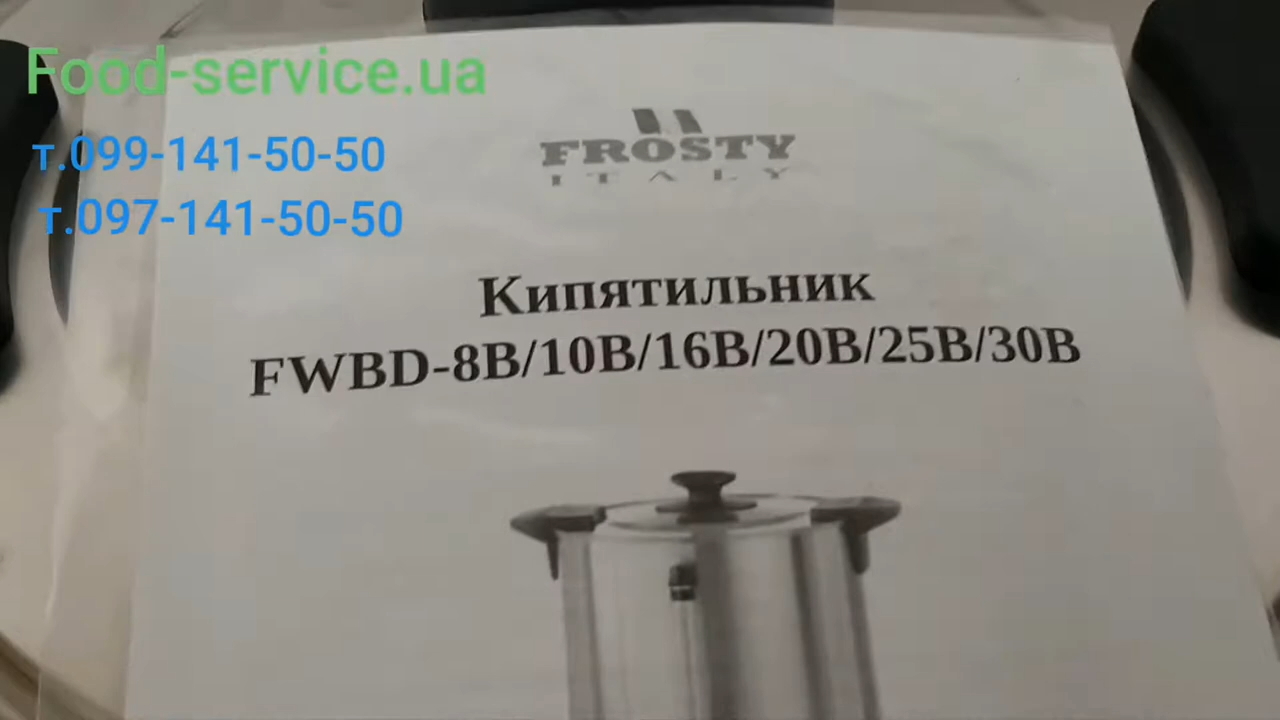 Food-service.ua
т.099-141-50-50
т.097-141-50-50
FROSTY
ITALY
Кипятильник
FWBD-8B/10B/16B/20B/25B/30B